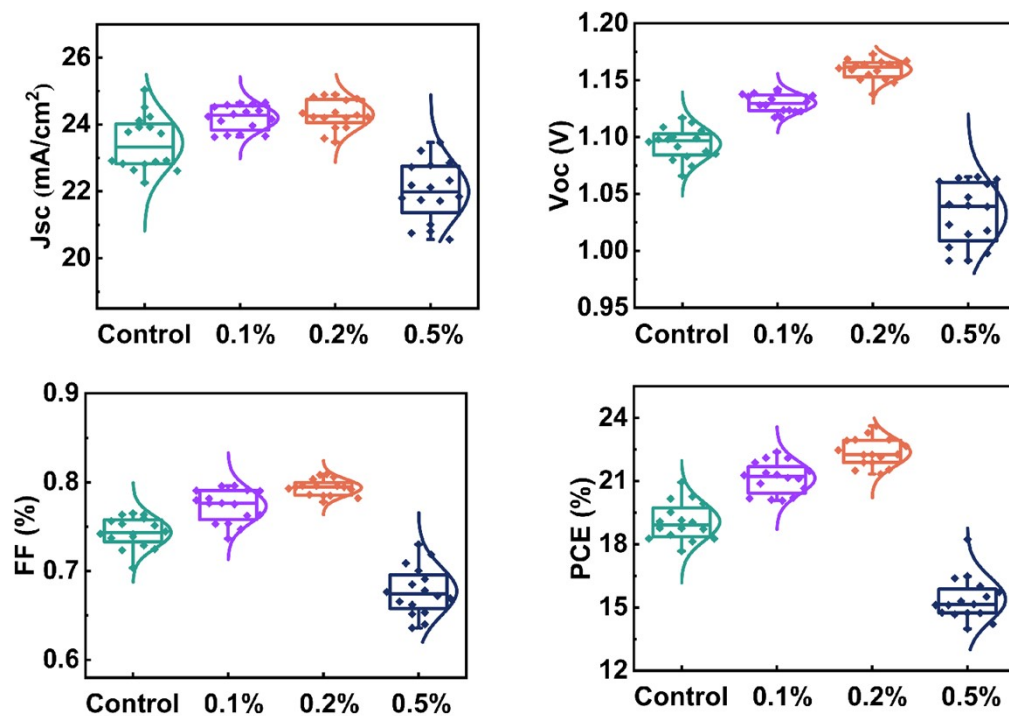 Jsc (mA/cm²)
26
24
22
20
Control 0.1% 0.2% 0.5%
Voc (V)
1.20
1.15
1.10
1.05
1.00
0.95
Control 0.1% 0.2% 0.5%
FF (%)
0.9
0.8
0.7
0.6
Control 0.1% 0.2% 0.5%
PCE (%)
24
21
18
15
12
Control 0.1% 0.2% 0.5%